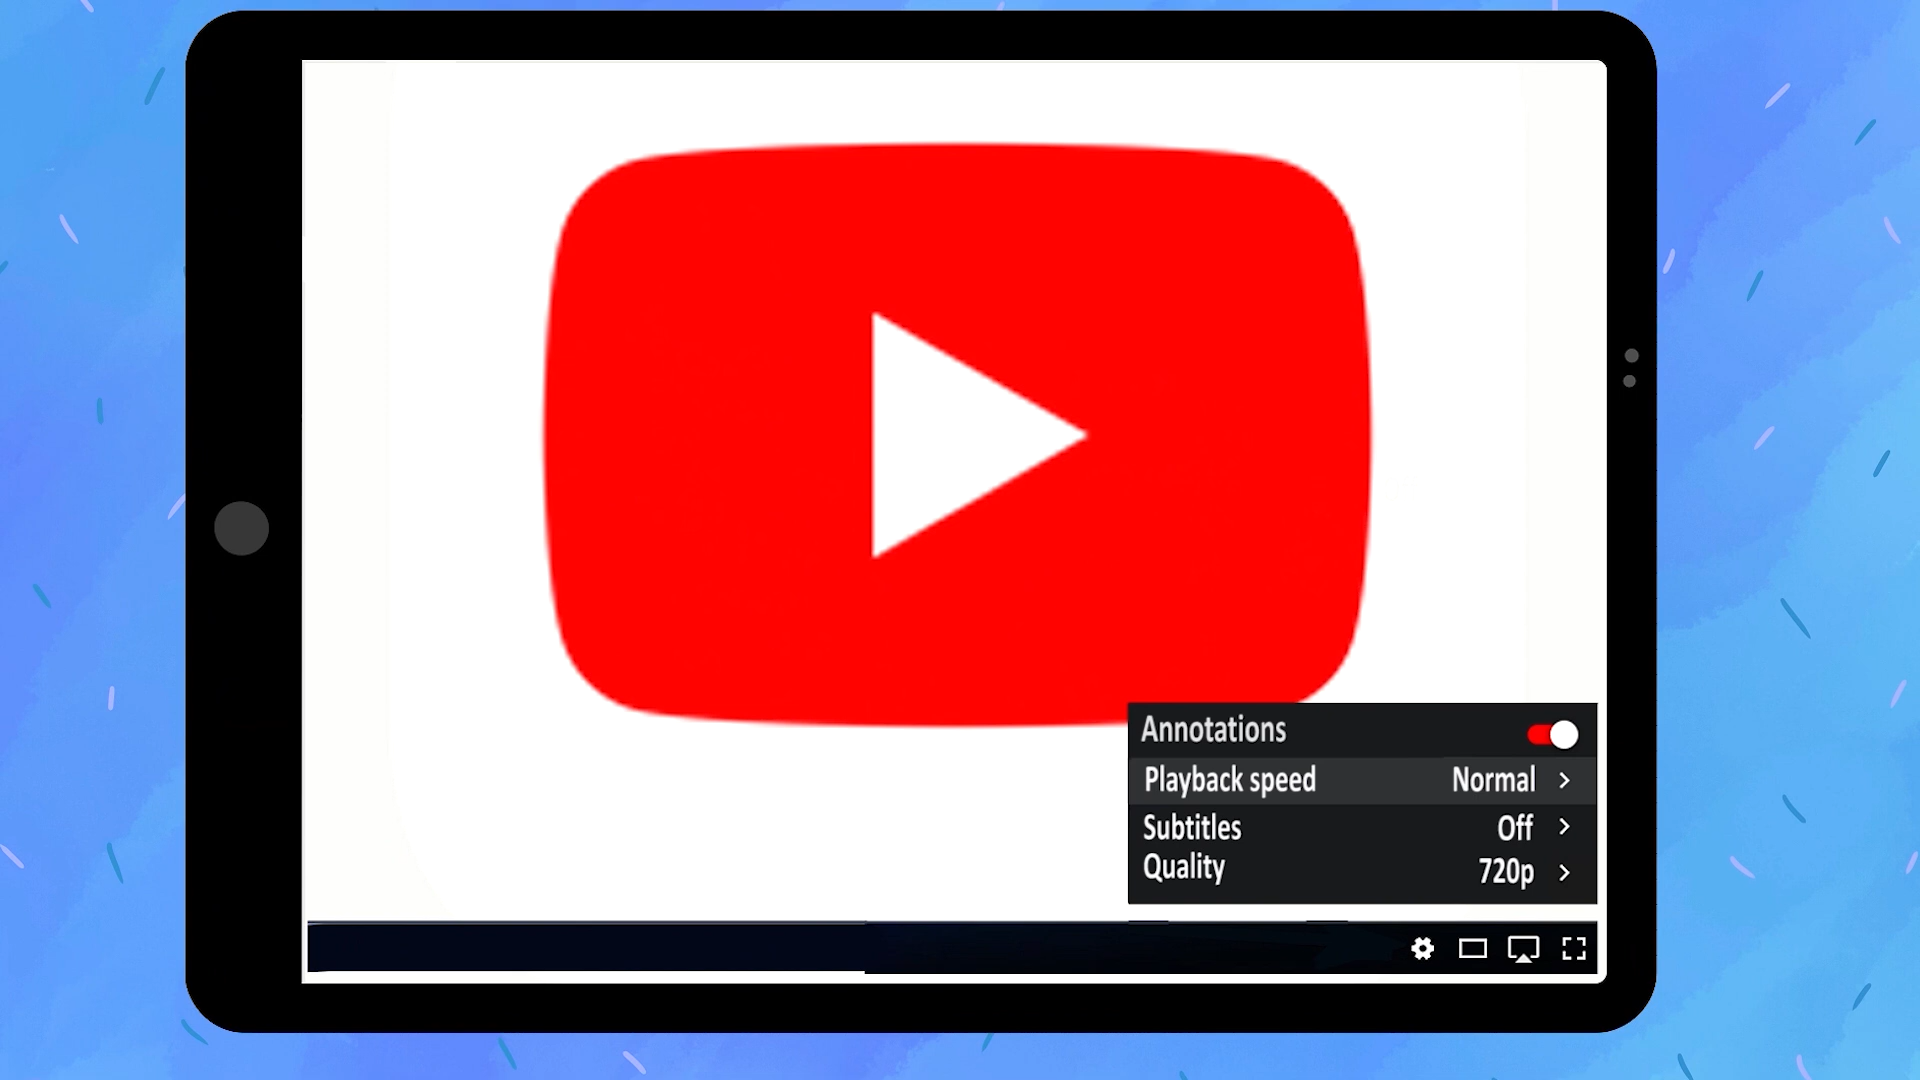 Annotations
Playback speed Normal >
Subtitles Off >
Quality 720p >